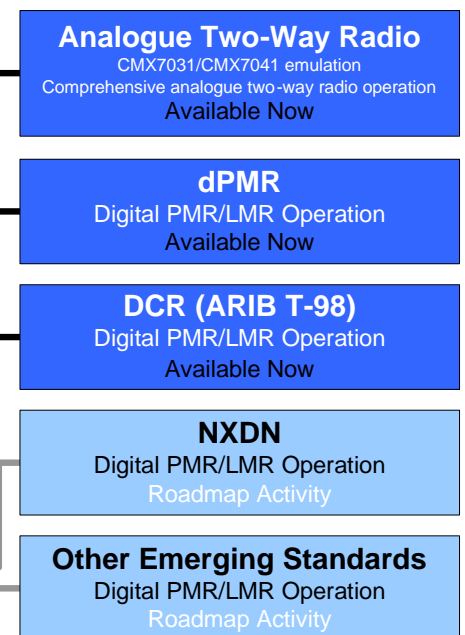 Analogue Two-Way Radio
CMX7031/CMX7041 emulation
Comprehensive analogue two-way radio operation
Available Now
dPMR
Digital PMR/LMR Operation
Available Now
DCR (ARIB T-98)
Digital PMR/LMR Operation
Available Now
NXDN
Digital PMR/LMR Operation
Roadmap Activity
Other Emerging Standards
Digital PMR/LMR Operation
Roadmap Activity